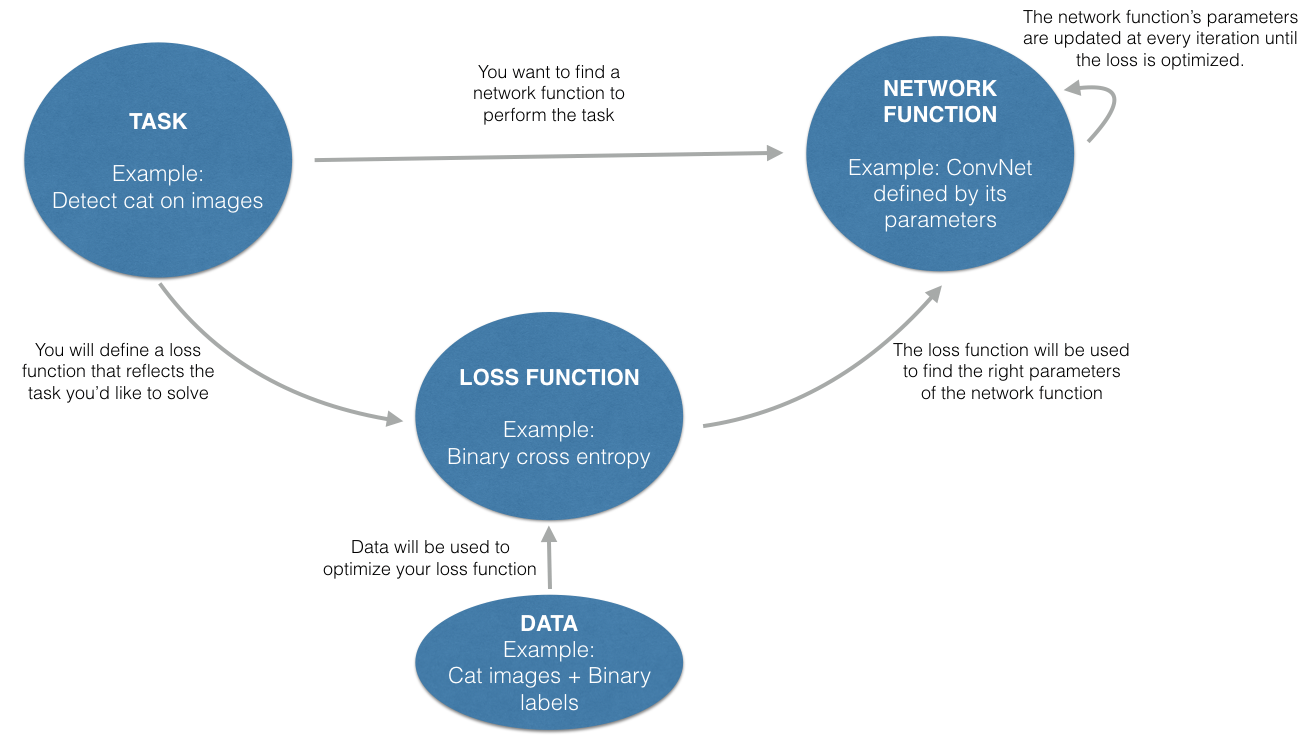 The network function's parameters
are updated at every iteration until
the loss is optimized.
You want to find a
network function to
perform the task
TASK
Example:
Detect cat on images
NETWORK
FUNCTION
Example: ConvNet
defined by its
parameters
You will define a loss
function that reflects the
task you'd like to solve
LOSS FUNCTION
Example:
Binary cross entropy
The loss function will be used
to find the right parameters
of the network function
Data will be used to
optimize your loss function
DATA
Example:
Cat images + Binary
labels